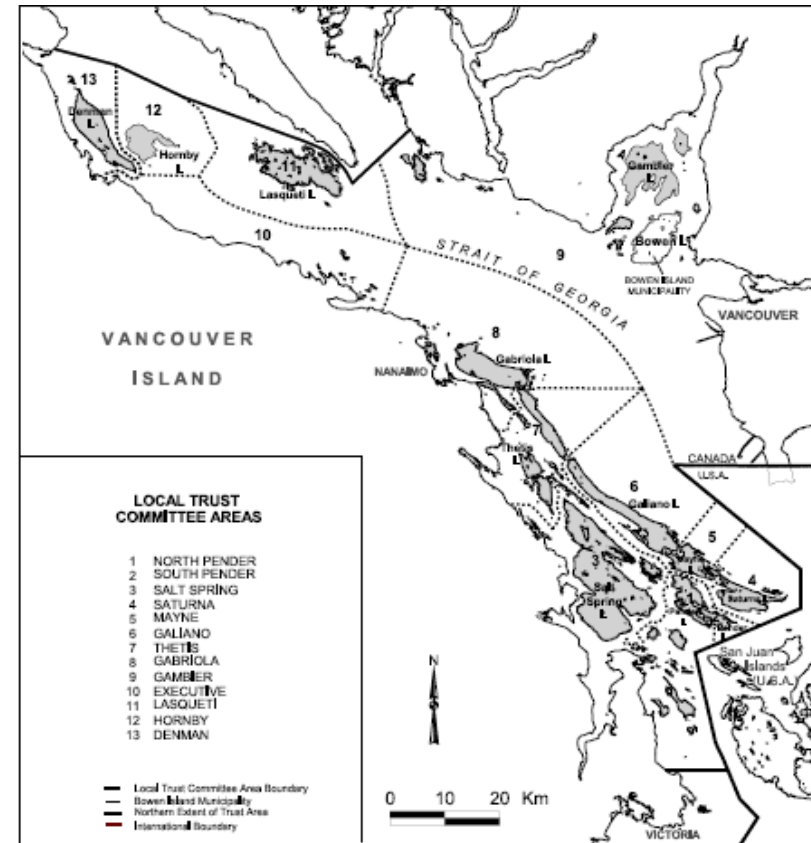 13
12
Denman
I.
Hornby
I.
11
Lasqueti I.
10
9
Gambier
I.
Bowen I.
BOWEN ISLAND
MUNICIPALITY
STRAIT OF GEORGIA
VANCOUVER
VANCOUVER
ISLAND
8
Gabriola I.
NANAIMO
7
Thetis
I.
CANADA
U.S.A.
6
Galiano I.
5
Mayne
I.
4
Saturna I.
3
Salt
Spring
I.
San Juan
Islands
(U.S.A.)
VICTORIA
N
0 10 20 Km
LOCAL TRUST
COMMITTEE AREAS
1 NORTH PENDER
2 SOUTH PENDER
3 SALT SPRING
4 SATURNA
5 MAYNE
6 GALIANO
7 THETIS
8 GABRIOLA
9 GAMBIER
10 EXECUTIVE
11 LASQUETI
12 HORNBY
13 DENMAN
Local Trust Committee Area Boundary
Bowen Island Municipality
Northern Extent of Trust Area
International Boundary